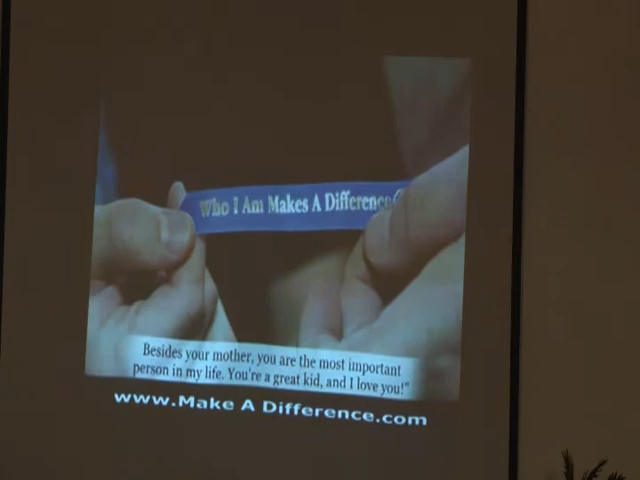 Who I Am Makes A Difference
Besides your mother, you are the most important
person in my life. You're a great kid, and I love you!"
www.Make A Difference.com